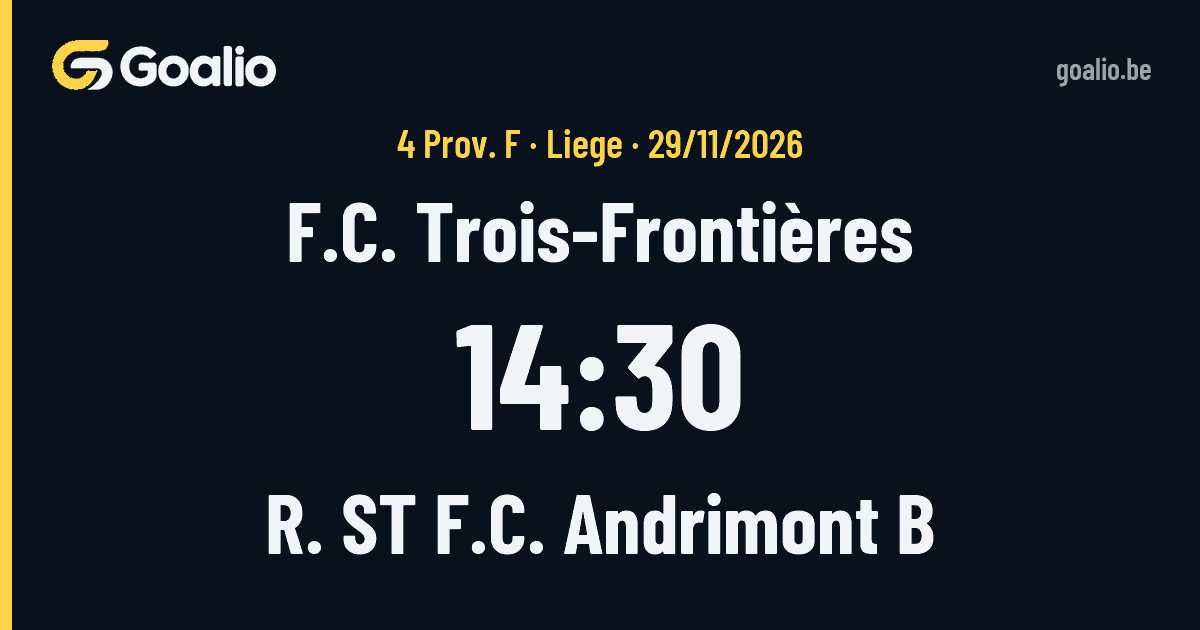 Goalio
goalio.be
4 Prov. F · Liege · 29/11/2026
F.C. Trois-Frontières
14:30
R. ST F.C. Andrimont B